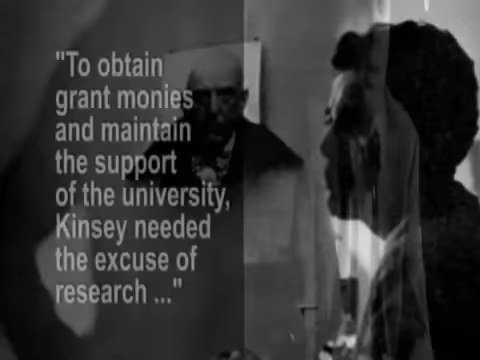 "To obtain
grant monies
and maintain
the support
of the university,
Kinsey needed
the excuse of
research ..."